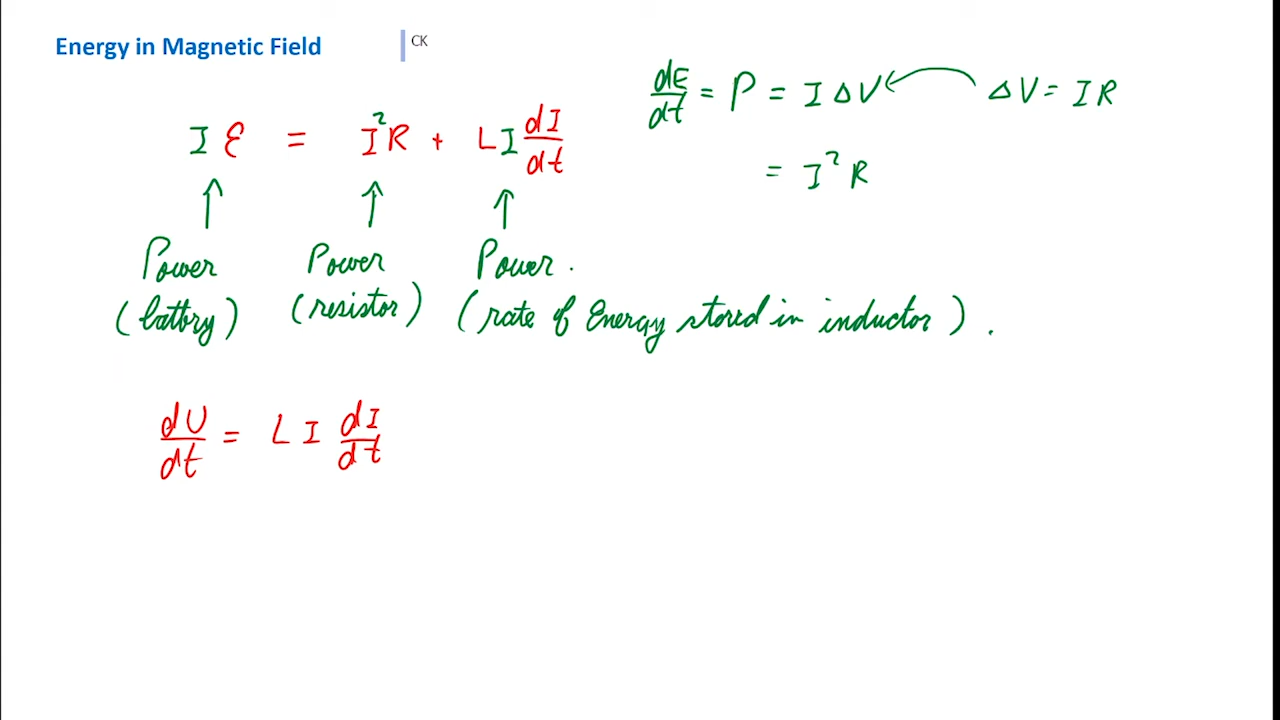 Energy in Magnetic Field
CK
dE/dt = P = I ΔV ΔV = IR
= I² R
I ℰ = I²R + LI dI/dt
↑ ↑ ↑
Power Power Power.
(battery) (resistor) (rate of Energy stored in inductor).
dU/dt = L I dI/dt